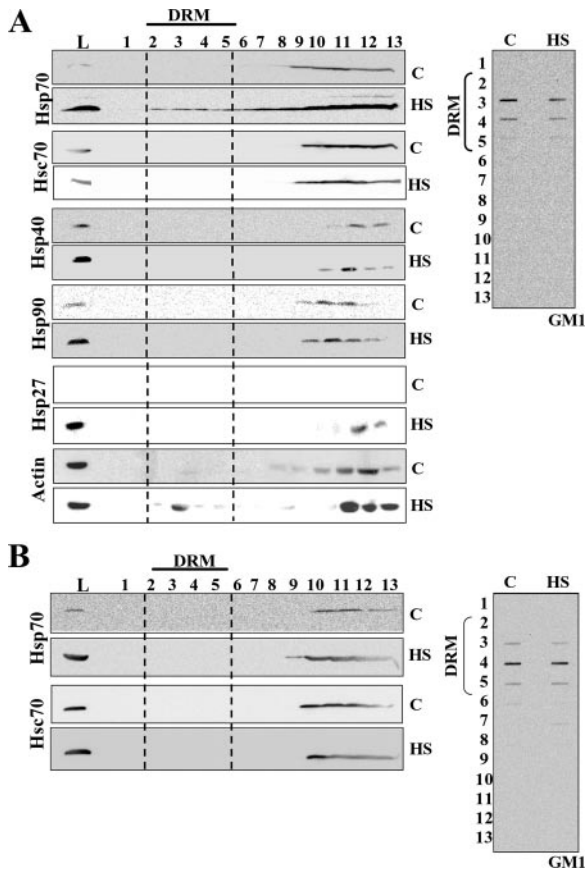 A
DRM
L 1 2 3 4 5 6 7 8 9 10 11 12 13
Hsp70
C
HS
Hsc70
C
HS
Hsp40
C
HS
Hsp90
C
HS
Hsp27
C
HS
Actin
C
HS
C HS
DRM
1
2
3
4
5
6
7
8
9
10
11
12
13
GM1
B
DRM
L 1 2 3 4 5 6 7 8 9 10 11 12 13
Hsp70
C
HS
Hsc70
C
HS
C HS
DRM
1
2
3
4
5
6
7
8
9
10
11
12
13
GM1